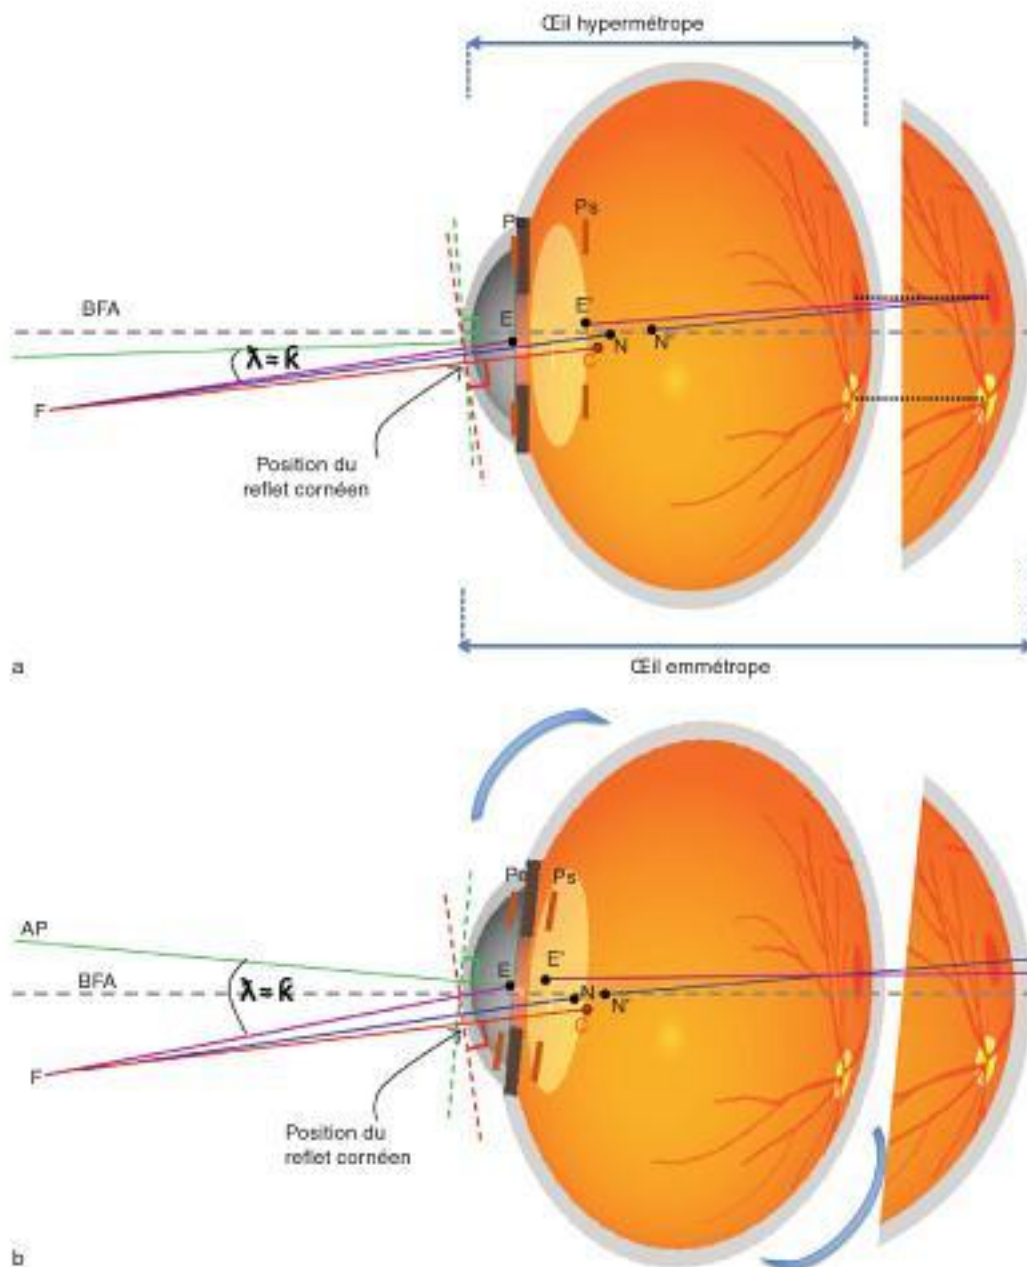 Œil hypermétrope
Ps
Pe
BFA
E'
E
N
N'
C
λ = κ
F
Position du
reflet cornéen
a
Œil emmétrope
Pe
Ps
AP
E'
E
BFA
λ = κ
N
N'
C
F
Position du
reflet cornéen
b